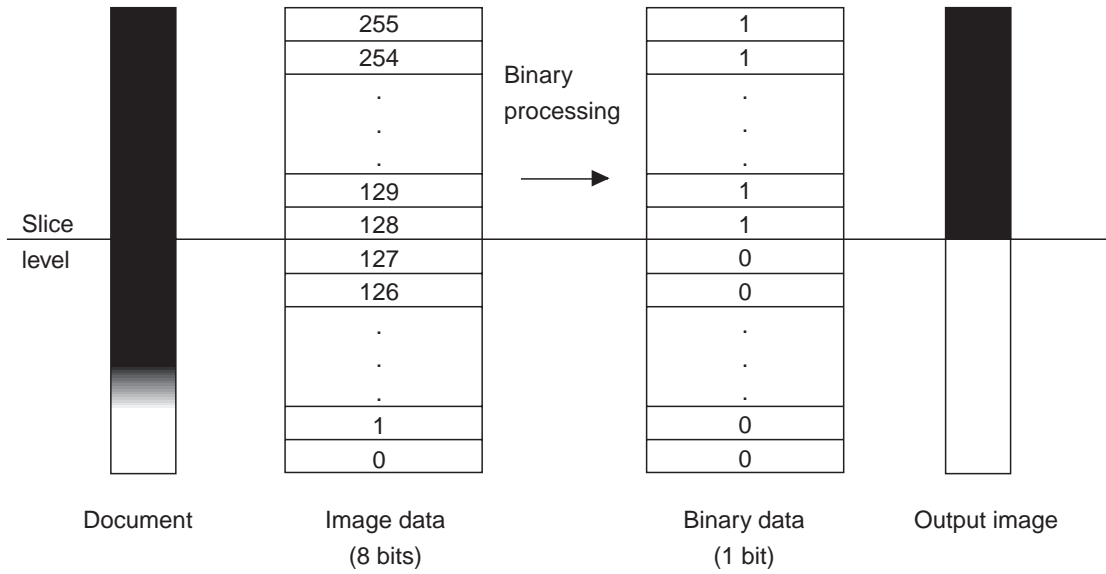 255
254
.
.
.
129
128
127
126
.
.
.
1
0
Binary
processing
1
1
.
.
.
1
1
0
0
.
.
.
0
0
Slice
level
Document
Image data
(8 bits)
Binary data
(1 bit)
Output image